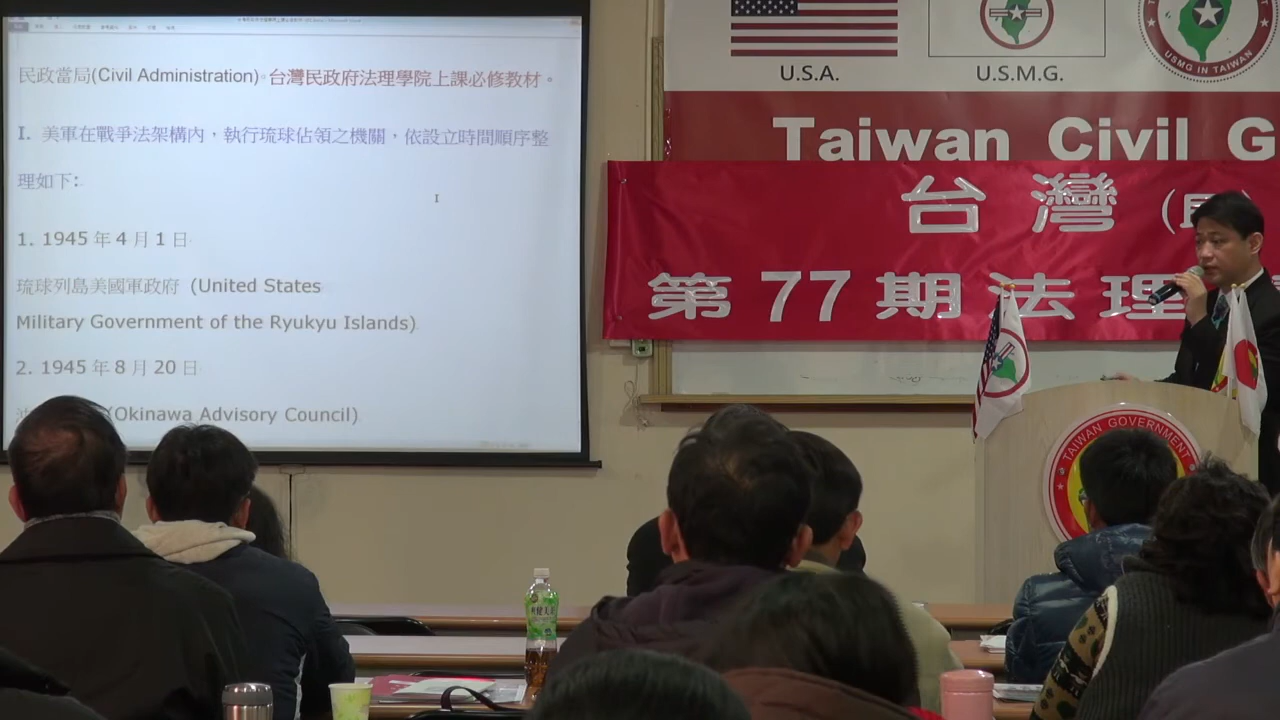 民政當局(Civil Administration)。台灣民政府法理學院上課必修教材。
I. 美軍在戰爭法架構內，執行琉球佔領之機關，依設立時間順序整
理如下:
1. 1945 年 4 月 1 日
琉球列島美國軍政府 (United States
Military Government of the Ryukyu Islands)
2. 1945 年 8 月 20 日
(Okinawa Advisory Council)
U.S.A.
U.S.M.G.
USMG IN TAIWAN
Taiwan Civil G
台灣
第 77 期法理
TAIWAN GOVERNMENT